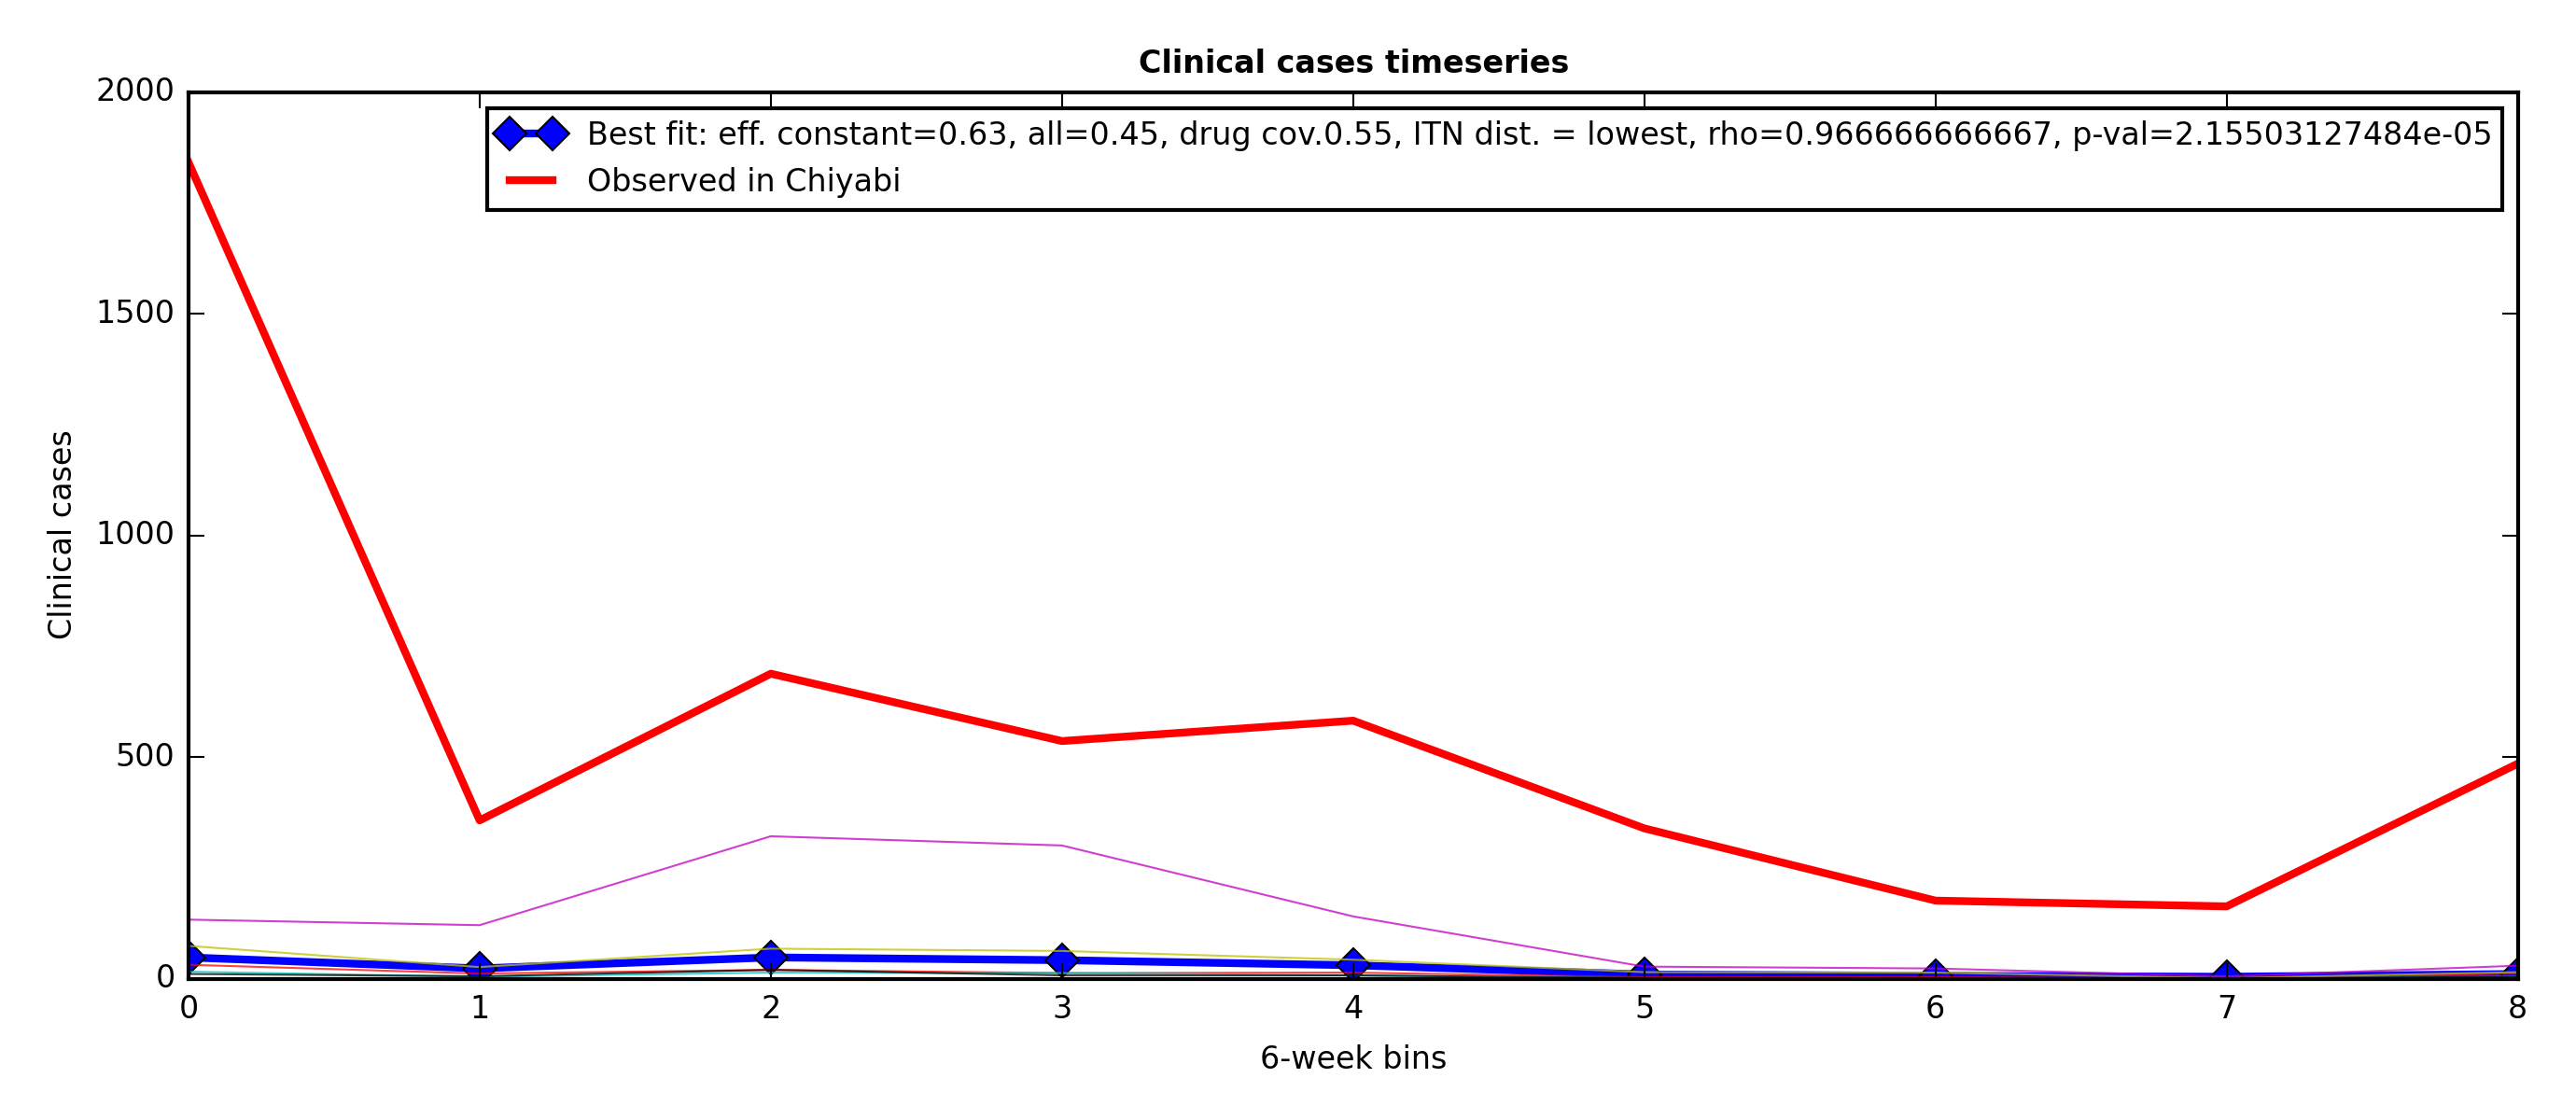 Clinical cases timeseries
Best fit: eff. constant=0.63, all=0.45, drug cov.0.55, ITN dist. = lowest, rho=0.966666666667, p-val=2.15503127484e-05
Observed in Chiyabi
Clinical cases
2000
1500
1000
500
0
0 1 2 3 4 5 6 7 8
6-week bins